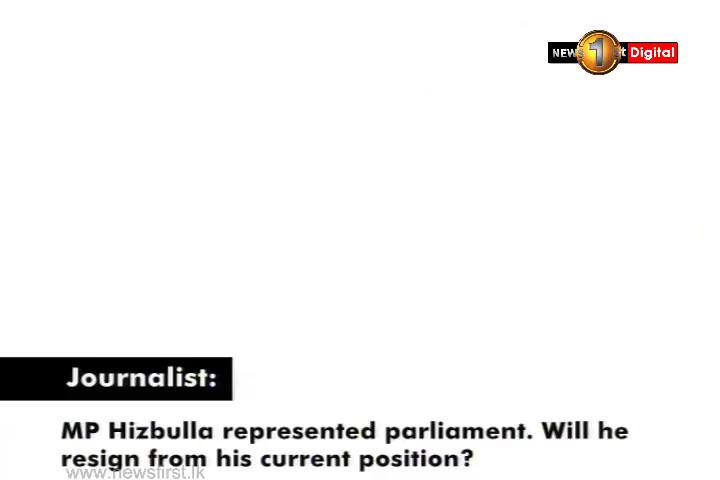 NEWS 1st Digital
Journalist:
MP Hizbulla represented parliament. Will he
resign from his current position?
www.newsfirst.lk